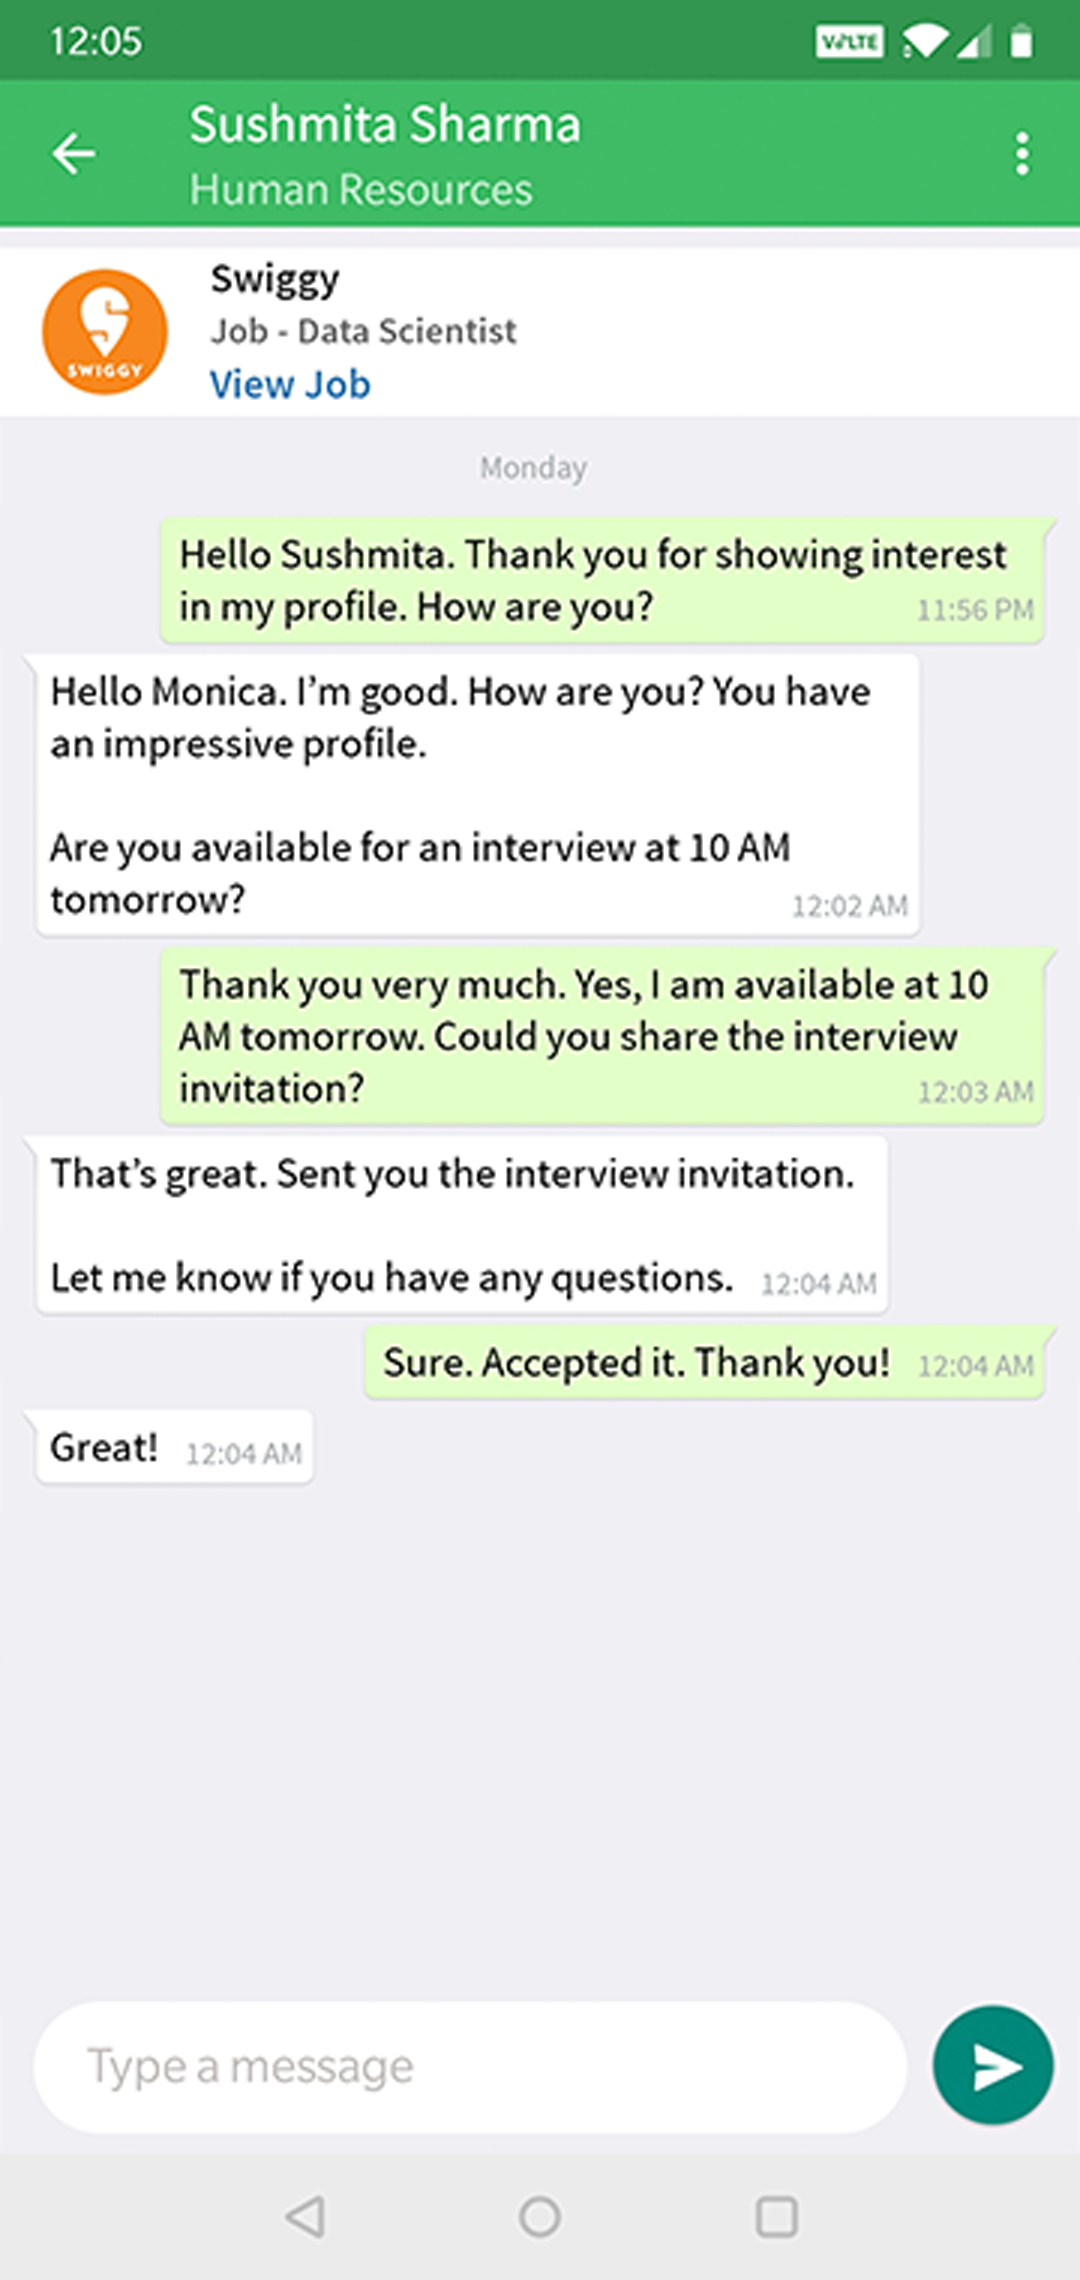 12:05
VoLTE
Sushmita Sharma
Human Resources
Swiggy
SWIGGY
Job - Data Scientist
View Job
Monday
Hello Sushmita. Thank you for showing interest
in my profile. How are you?
11:56 PM
Hello Monica. I’m good. How are you? You have
an impressive profile.
Are you available for an interview at 10 AM
tomorrow?
12:02 AM
Thank you very much. Yes, I am available at 10
AM tomorrow. Could you share the interview
invitation?
12:03 AM
That’s great. Sent you the interview invitation.
Let me know if you have any questions.
12:04 AM
Sure. Accepted it. Thank you!
12:04 AM
Great!
12:04 AM
Type a message